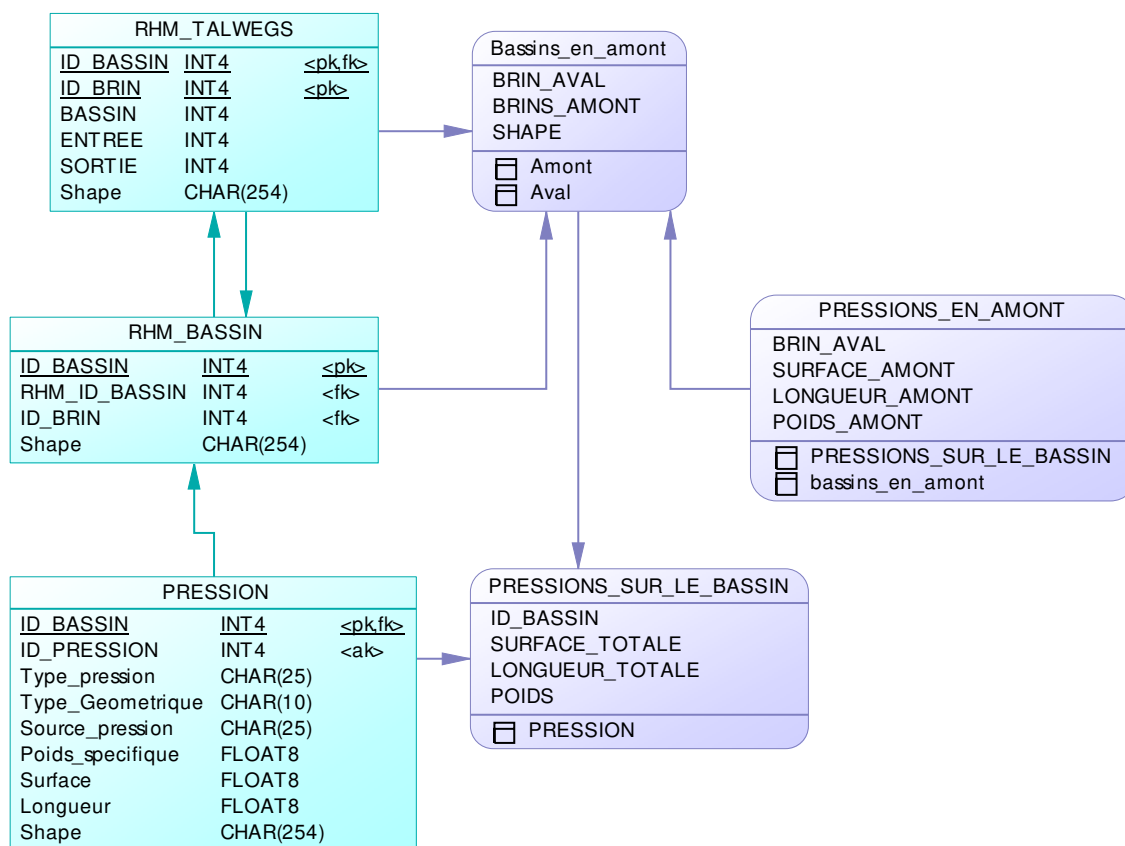 RHM_TALWEGS
ID_BASSIN INT4 <pk,fk>
ID_BRIN INT4 <pk>
BASSIN INT4
ENTREE INT4
SORTIE INT4
Shape CHAR(254)
Bassins_en_amont
BRIN_AVAL
BRINS_AMONT
SHAPE
Amont
Aval
RHM_BASSIN
ID_BASSIN INT4 <pk>
RHM_ID_BASSIN INT4 <fk>
ID_BRIN INT4 <fk>
Shape CHAR(254)
PRESSIONS_EN_AMONT
BRIN_AVAL
SURFACE_AMONT
LONGUEUR_AMONT
POIDS_AMONT
PRESSIONS_SUR_LE_BASSIN
bassins_en_amont
PRESSION
ID_BASSIN INT4 <pk,fk>
ID_PRESSION INT4 <ak>
Type_pression CHAR(25)
Type_Geometrique CHAR(10)
Source_pression CHAR(25)
Poids_specifique FLOAT8
Surface FLOAT8
Longueur FLOAT8
Shape CHAR(254)
PRESSIONS_SUR_LE_BASSIN
ID_BASSIN
SURFACE_TOTALE
LONGUEUR_TOTALE
POIDS
PRESSION